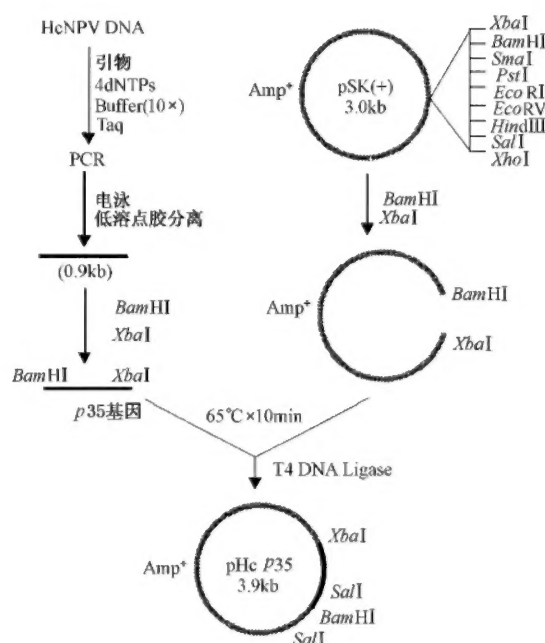 HcNPV DNA
引物
4dNTPs
Buffer(10×)
Taq
PCR
电泳
低溶点胶分离
(0.9kb)
BamHⅠ
XbaⅠ
BamHⅠ XbaⅠ
p35基因
Amp⁺
pSK(+)
3.0kb
XbaⅠ
BamHⅠ
SmaⅠ
PstⅠ
EcoRⅠ
EcoRV
HindⅢ
SalⅠ
XhoⅠ
BamHⅠ
XbaⅠ
Amp⁺
BamHⅠ
XbaⅠ
65℃×10min
T4 DNA Ligase
Amp⁺
pHc p35
3.9kb
XbaⅠ
SalⅠ
BamHⅠ
SalⅠ